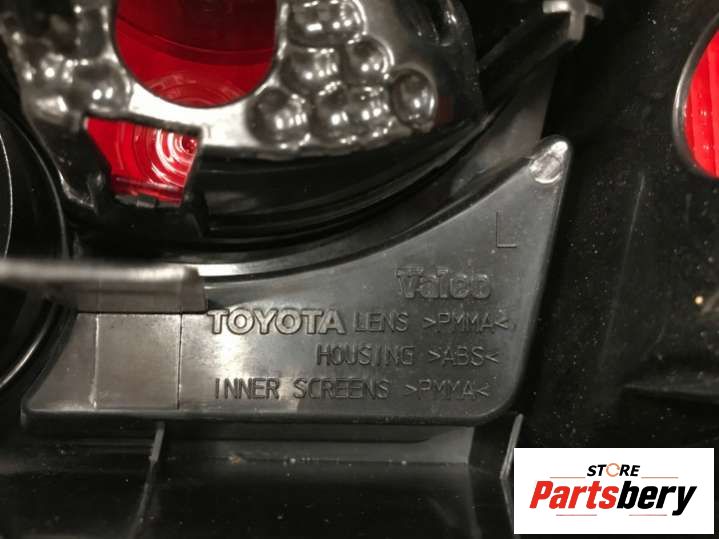 L
Valeo
TOYOTA LENS >PMMA<
HOUSING >ABS<
INNER SCREENS >PMMA<
STORE
Partsbery